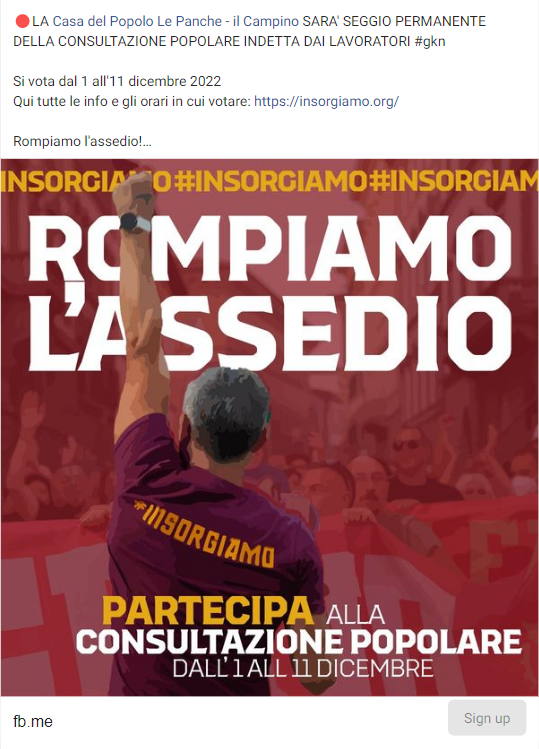 🔴LA Casa del Popolo Le Panche - il Campino SARA' SEGGIO PERMANENTE
DELLA CONSULTAZIONE POPOLARE INDETTA DAI LAVORATORI #gkn
Si vota dal 1 all'11 dicembre 2022
Qui tutte le info e gli orari in cui votare: https://insorgiamo.org/
Rompiamo l'assedio!...
INSORGIAMO#INSORGIAMO#INSORGIAM
ROMPIAMO
L'ASSEDIO
#INSORGIAMO
PARTECIPA ALLA
CONSULTAZIONE POPOLARE
DALL'1 ALL 11 DICEMBRE
fb.me
Sign up